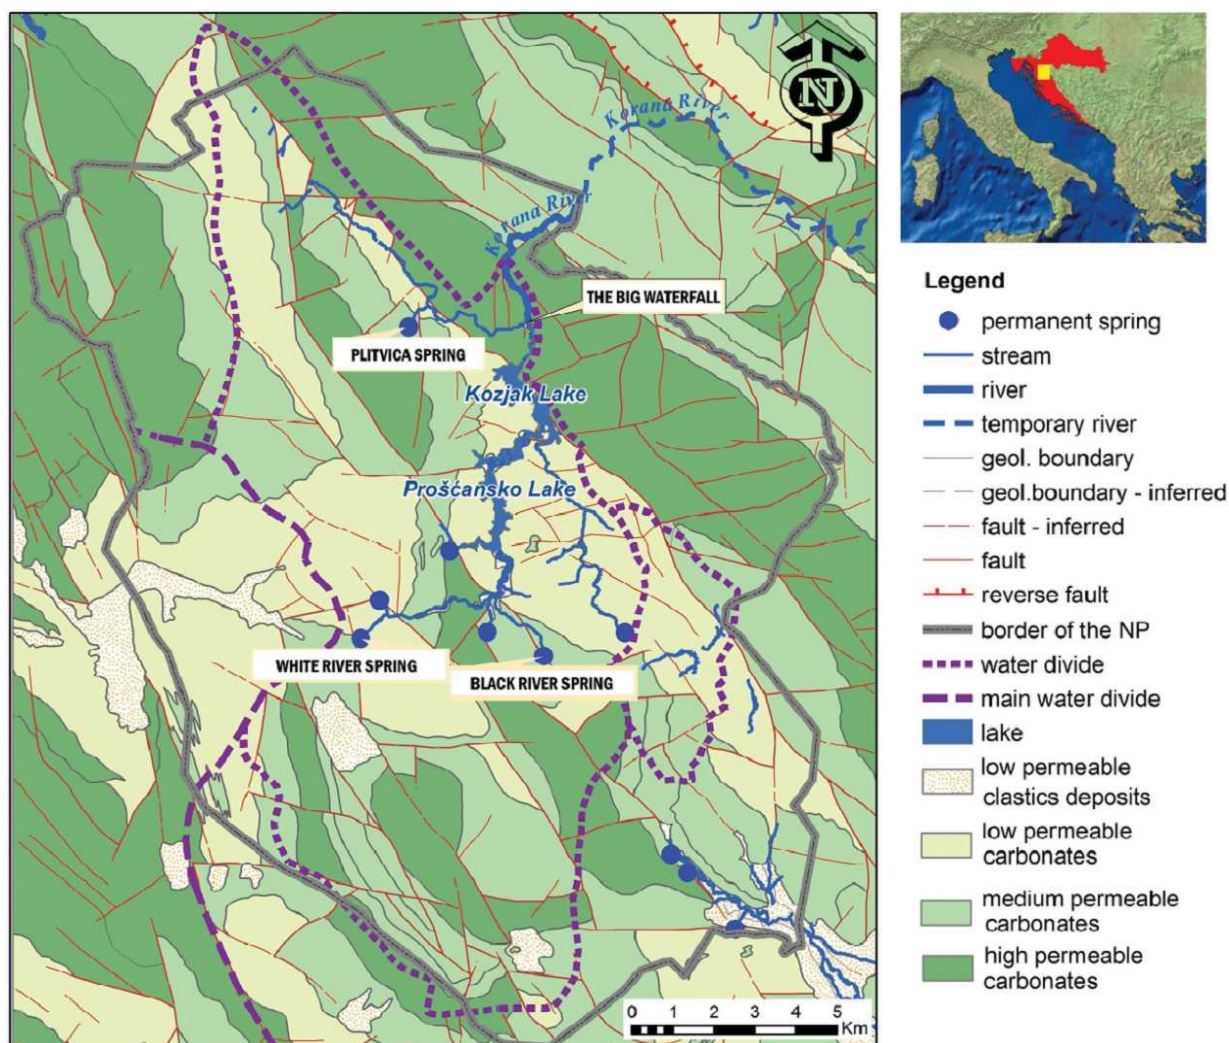 N
Korana River
Korana River
THE BIG WATERFALL
PLITVICA SPRING
Kozjak Lake
Prošćansko Lake
WHITE RIVER SPRING
BLACK RIVER SPRING
0 1 2 3 4 5
Km
Legend
permanent spring
stream
river
temporary river
geol. boundary
geol.boundary - inferred
fault - inferred
fault
reverse fault
border of the NP
water divide
main water divide
lake
low permeable
clastics deposits
low permeable
carbonates
medium permeable
carbonates
high permeable
carbonates